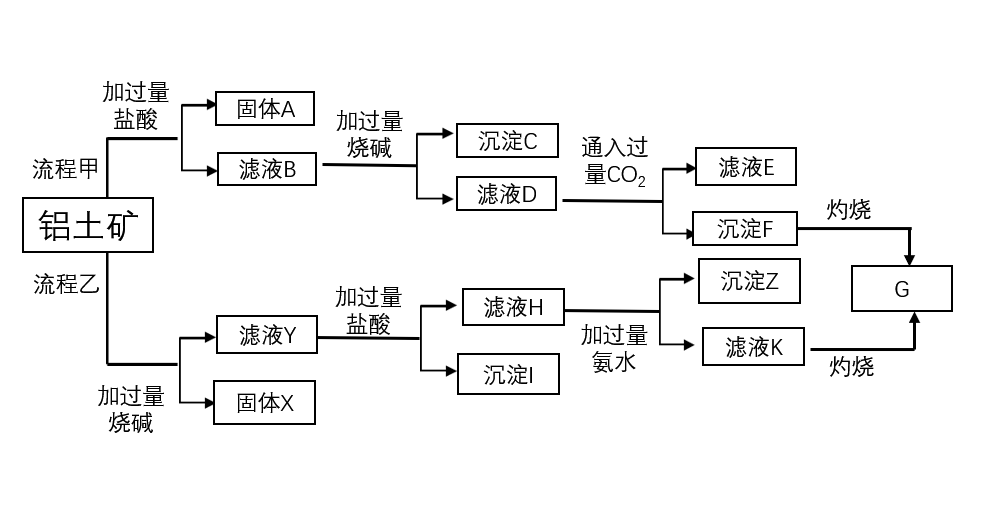 加过量
盐酸
固体A
加过量
烧碱
沉淀C
通入过
量CO₂
滤液E
流程甲
滤液B
滤液D
沉淀F
灼烧
铝土矿
G
流程乙
加过量
盐酸
滤液H
沉淀Z
滤液Y
加过量
氨水
滤液K
灼烧
沉淀I
加过量
烧碱
固体X